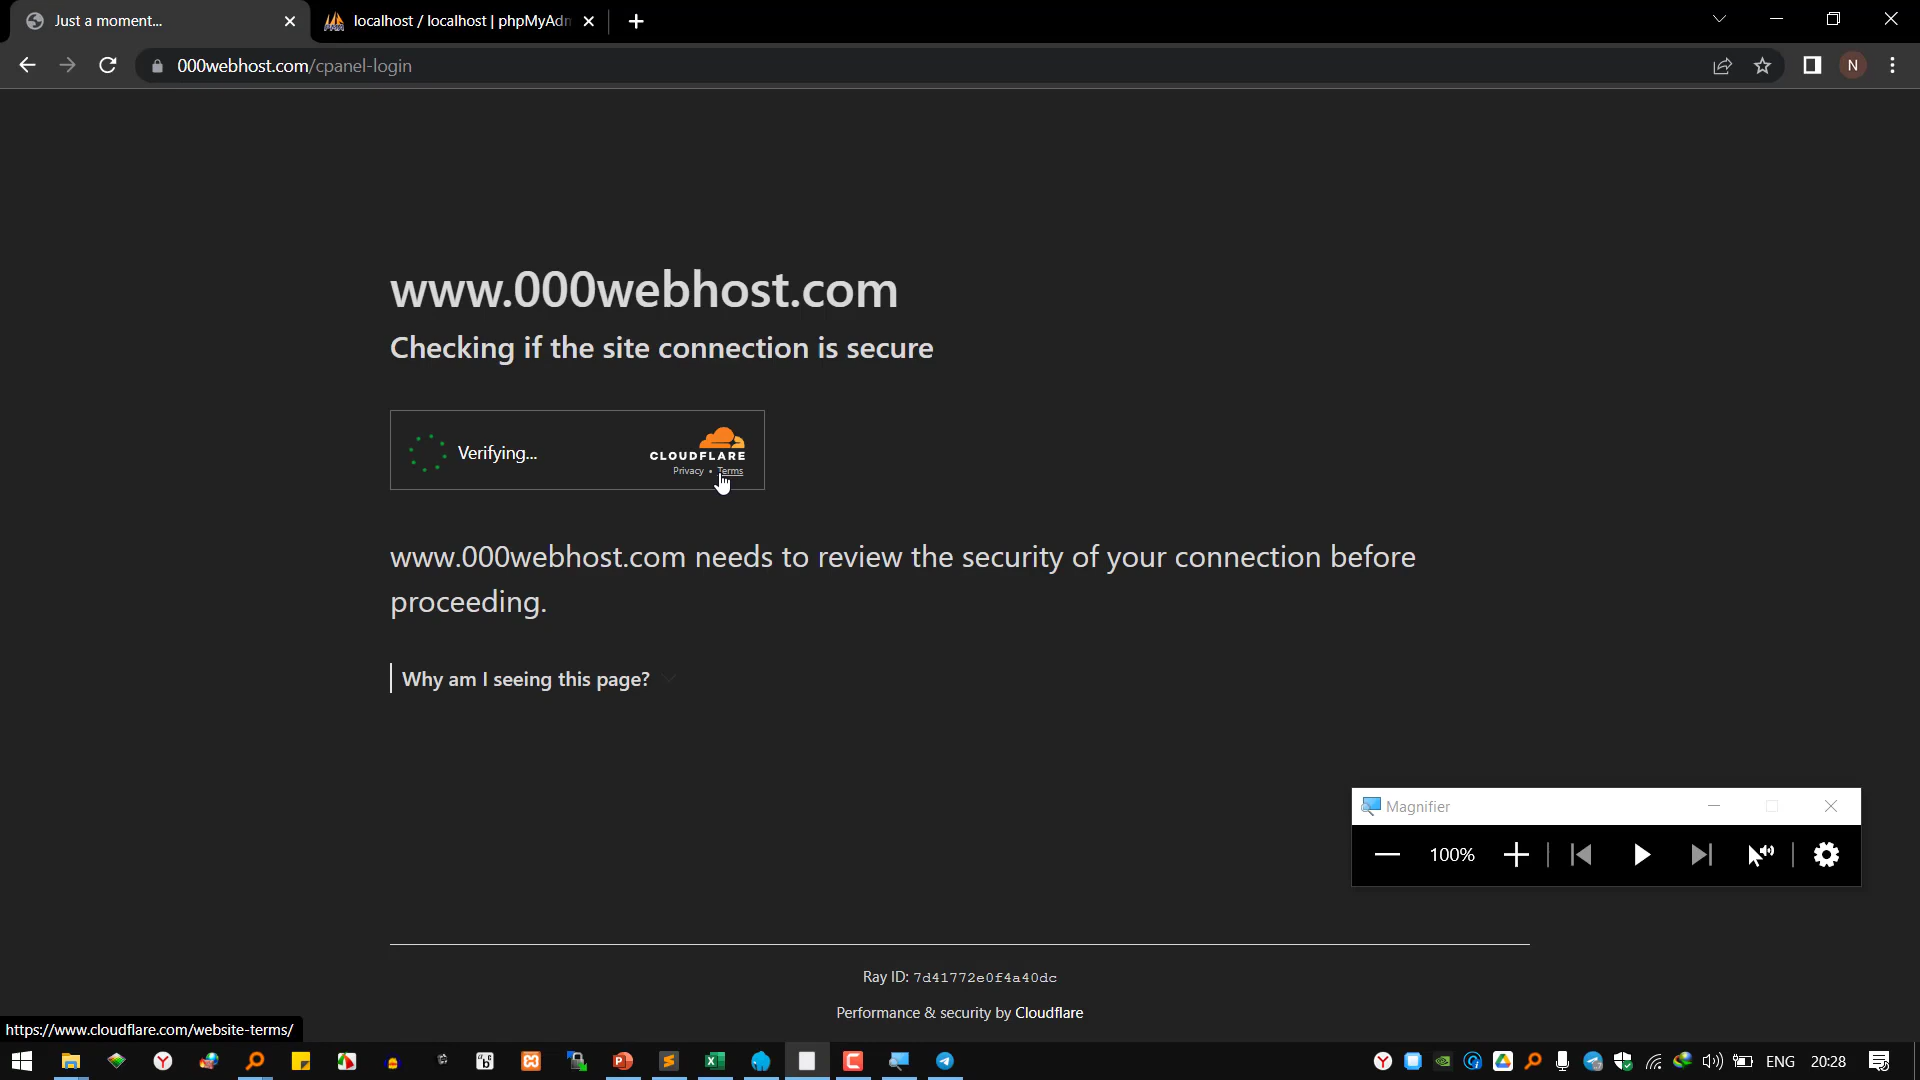 Just a moment...
localhost / localhost | phpMyAdm
000webhost.com/cpanel-login
N
www.000webhost.com
Checking if the site connection is secure
Verifying...
CLOUDFLARE
Privacy • Terms
www.000webhost.com needs to review the security of your connection before
proceeding.
Why am I seeing this page?
Magnifier
100%
Ray ID: 7d41772e0f4a40dc
Performance & security by Cloudflare
https://www.cloudflare.com/website-terms/
ENG
20:28